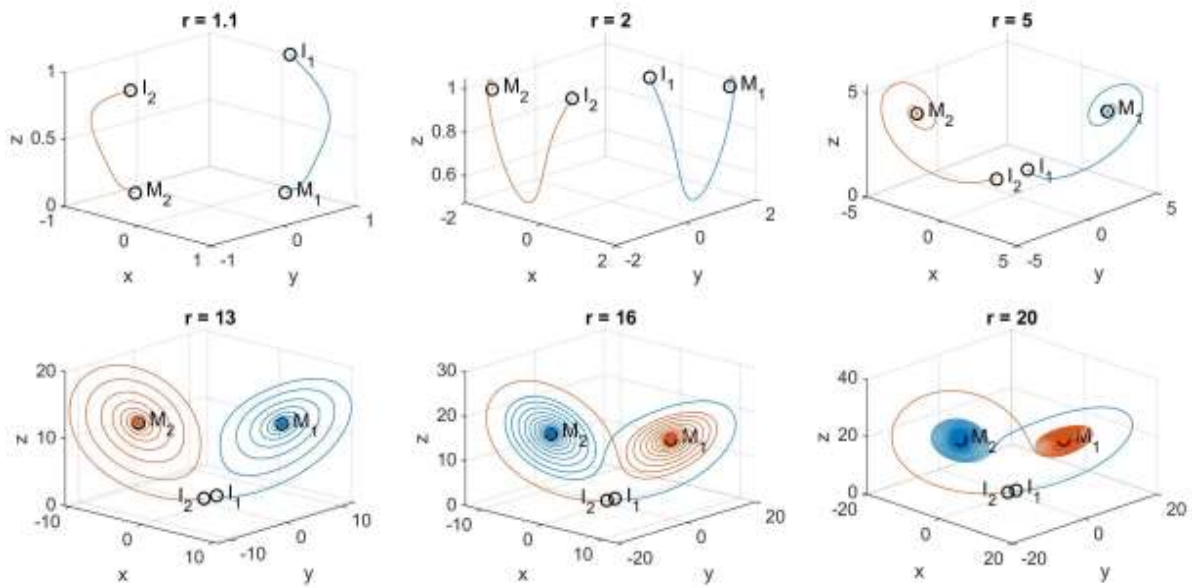 r = 1.1
1
0.5
0
z
I2
I1
M2
M1
-1
0
1
-1
0
1
x
y
r = 2
1
0.8
0.6
z
M2
I2
I1
M1
-2
0
2
-2
0
2
x
y
r = 5
5
0
z
M2
M1
I2
I1
-5
0
5
-5
0
5
x
y
r = 13
20
10
0
z
M2
M1
I2
I1
-10
0
10
-10
0
10
x
y
r = 16
30
20
10
0
z
M2
M1
I2
I1
-10
0
10
-20
0
20
x
y
r = 20
40
20
0
z
M2
M1
I2
I1
-20
0
20
-20
0
20
x
y